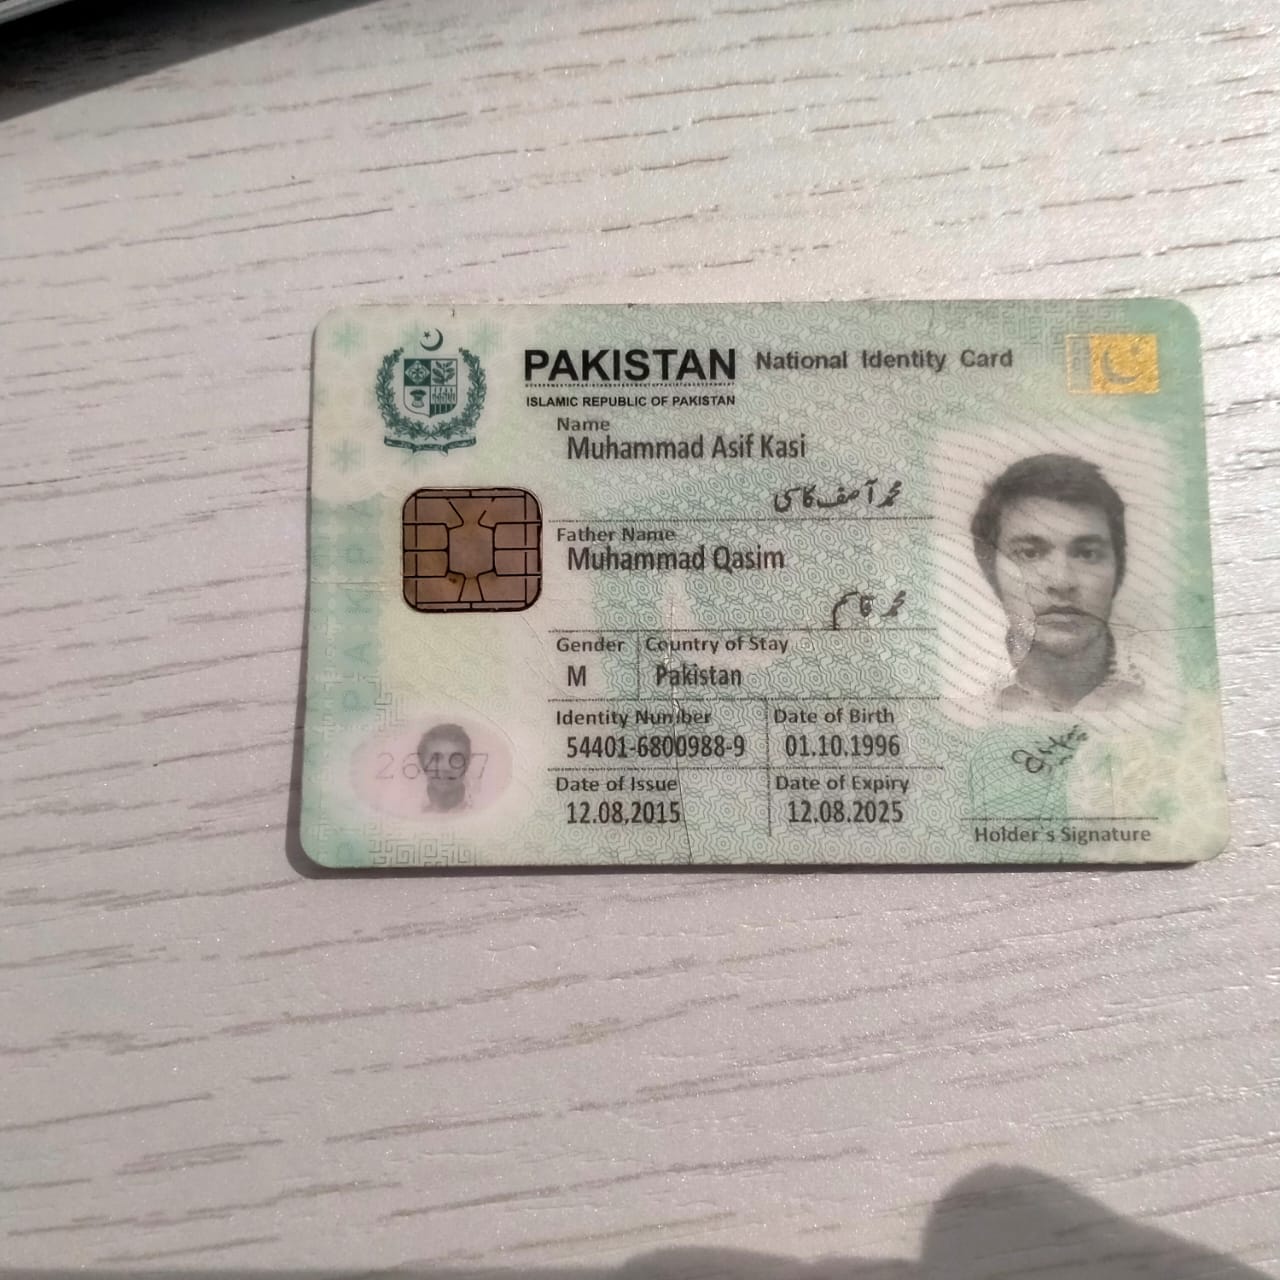 PAKISTAN National Identity Card
ISLAMIC REPUBLIC OF PAKISTAN
Name
Muhammad Asif Kasi
محمد آصف کاسی
Father Name
Muhammad Qasim
محمد قاسم
Gender Country of Stay
M Pakistan
Identity Number Date of Birth
54401-6800988-9 01.10.1996
Date of Issue Date of Expiry
12.08,2015 12.08.2025
26497
Holder's Signature